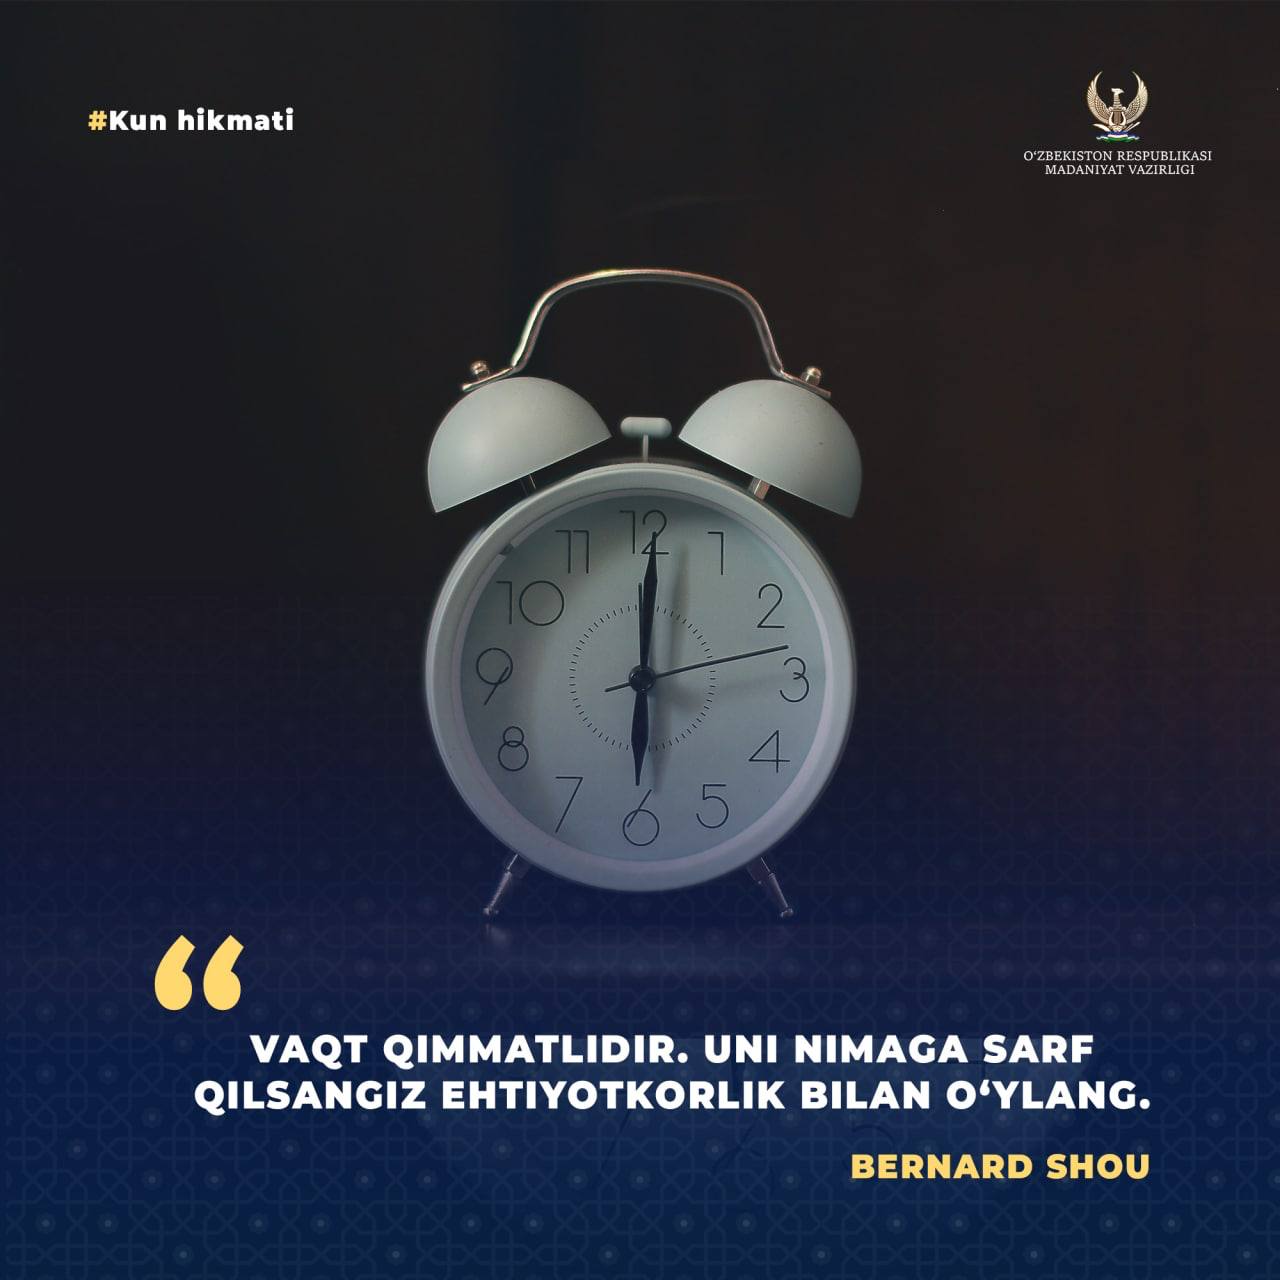 #Kun hikmati
O‘ZBEKISTON RESPUBLIKASI
MADANIYAT VAZIRLIGI
12
11
1
10
2
9
3
8
4
7
5
6
“
VAQT QIMMATLIDIR. UNI NIMAGA SARF
QILSANGIZ EHTIYOTKORLIK BILAN O‘YLANG.
BERNARD SHOU